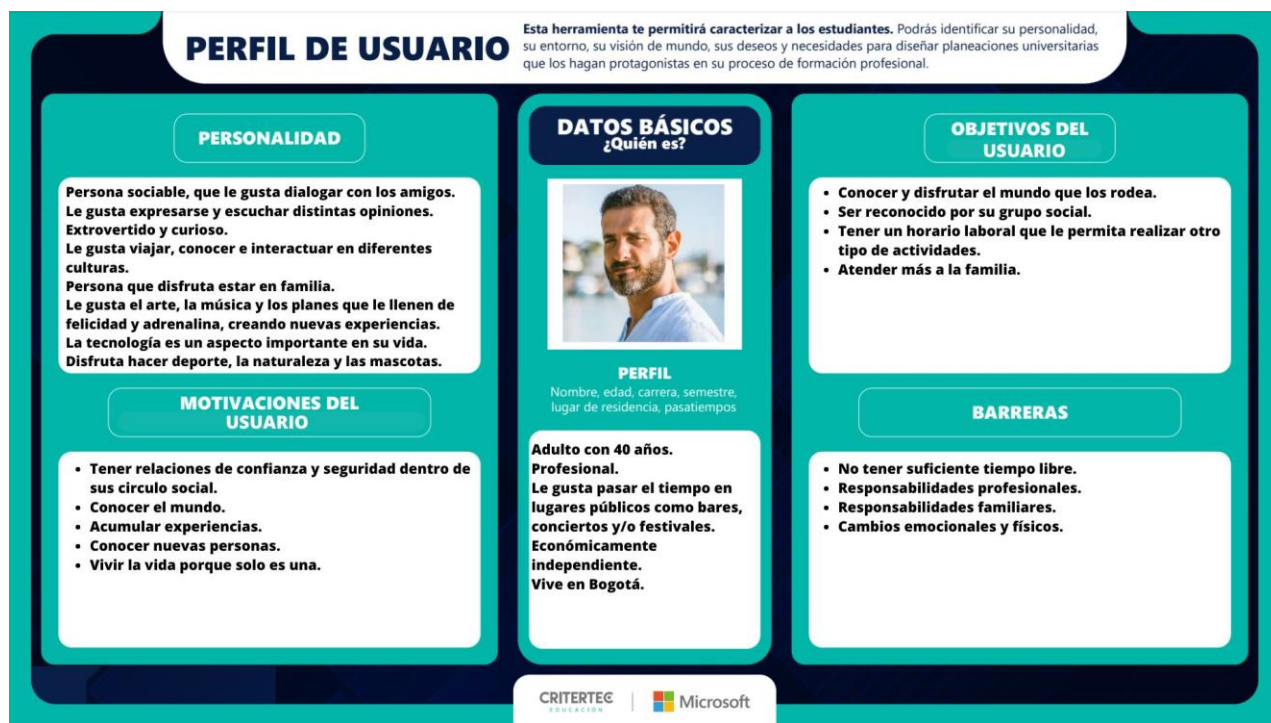 PERFIL DE USUARIO
Esta herramienta te permitirá caracterizar a los estudiantes. Podrás identificar su personalidad,
su entorno, su visión de mundo, sus deseos y necesidades para diseñar planeaciones universitarias
que los hagan protagonistas en su proceso de formación profesional.
PERSONALIDAD
Persona sociable, que le gusta dialogar con los amigos.
Le gusta expresarse y escuchar distintas opiniones.
Extrovertido y curioso.
Le gusta viajar, conocer e interactuar en diferentes
culturas.
Persona que disfruta estar en familia.
Le gusta el arte, la música y los planes que le llenen de
felicidad y adrenalina, creando nuevas experiencias.
La tecnología es un aspecto importante en su vida.
Disfruta hacer deporte, la naturaleza y las mascotas.
MOTIVACIONES DEL
USUARIO
• Tener relaciones de confianza y seguridad dentro de
sus circulo social.
• Conocer el mundo.
• Acumular experiencias.
• Conocer nuevas personas.
• Vivir la vida porque solo es una.
DATOS BÁSICOS
¿Quién es?
PERFIL
Nombre, edad, carrera, semestre,
lugar de residencia, pasatiempos
Adulto con 40 años.
Profesional.
Le gusta pasar el tiempo en
lugares públicos como bares,
conciertos y/o festivales.
Económicamente
independiente.
Vive en Bogotá.
OBJETIVOS DEL
USUARIO
• Conocer y disfrutar el mundo que los rodea.
• Ser reconocido por su grupo social.
• Tener un horario laboral que le permita realizar otro
tipo de actividades.
• Atender más a la familia.
BARRERAS
• No tener suficiente tiempo libre.
• Responsabilidades profesionales.
• Responsabilidades familiares.
• Cambios emocionales y físicos.
CRITERTEC
EDUCACIÓN
Microsoft